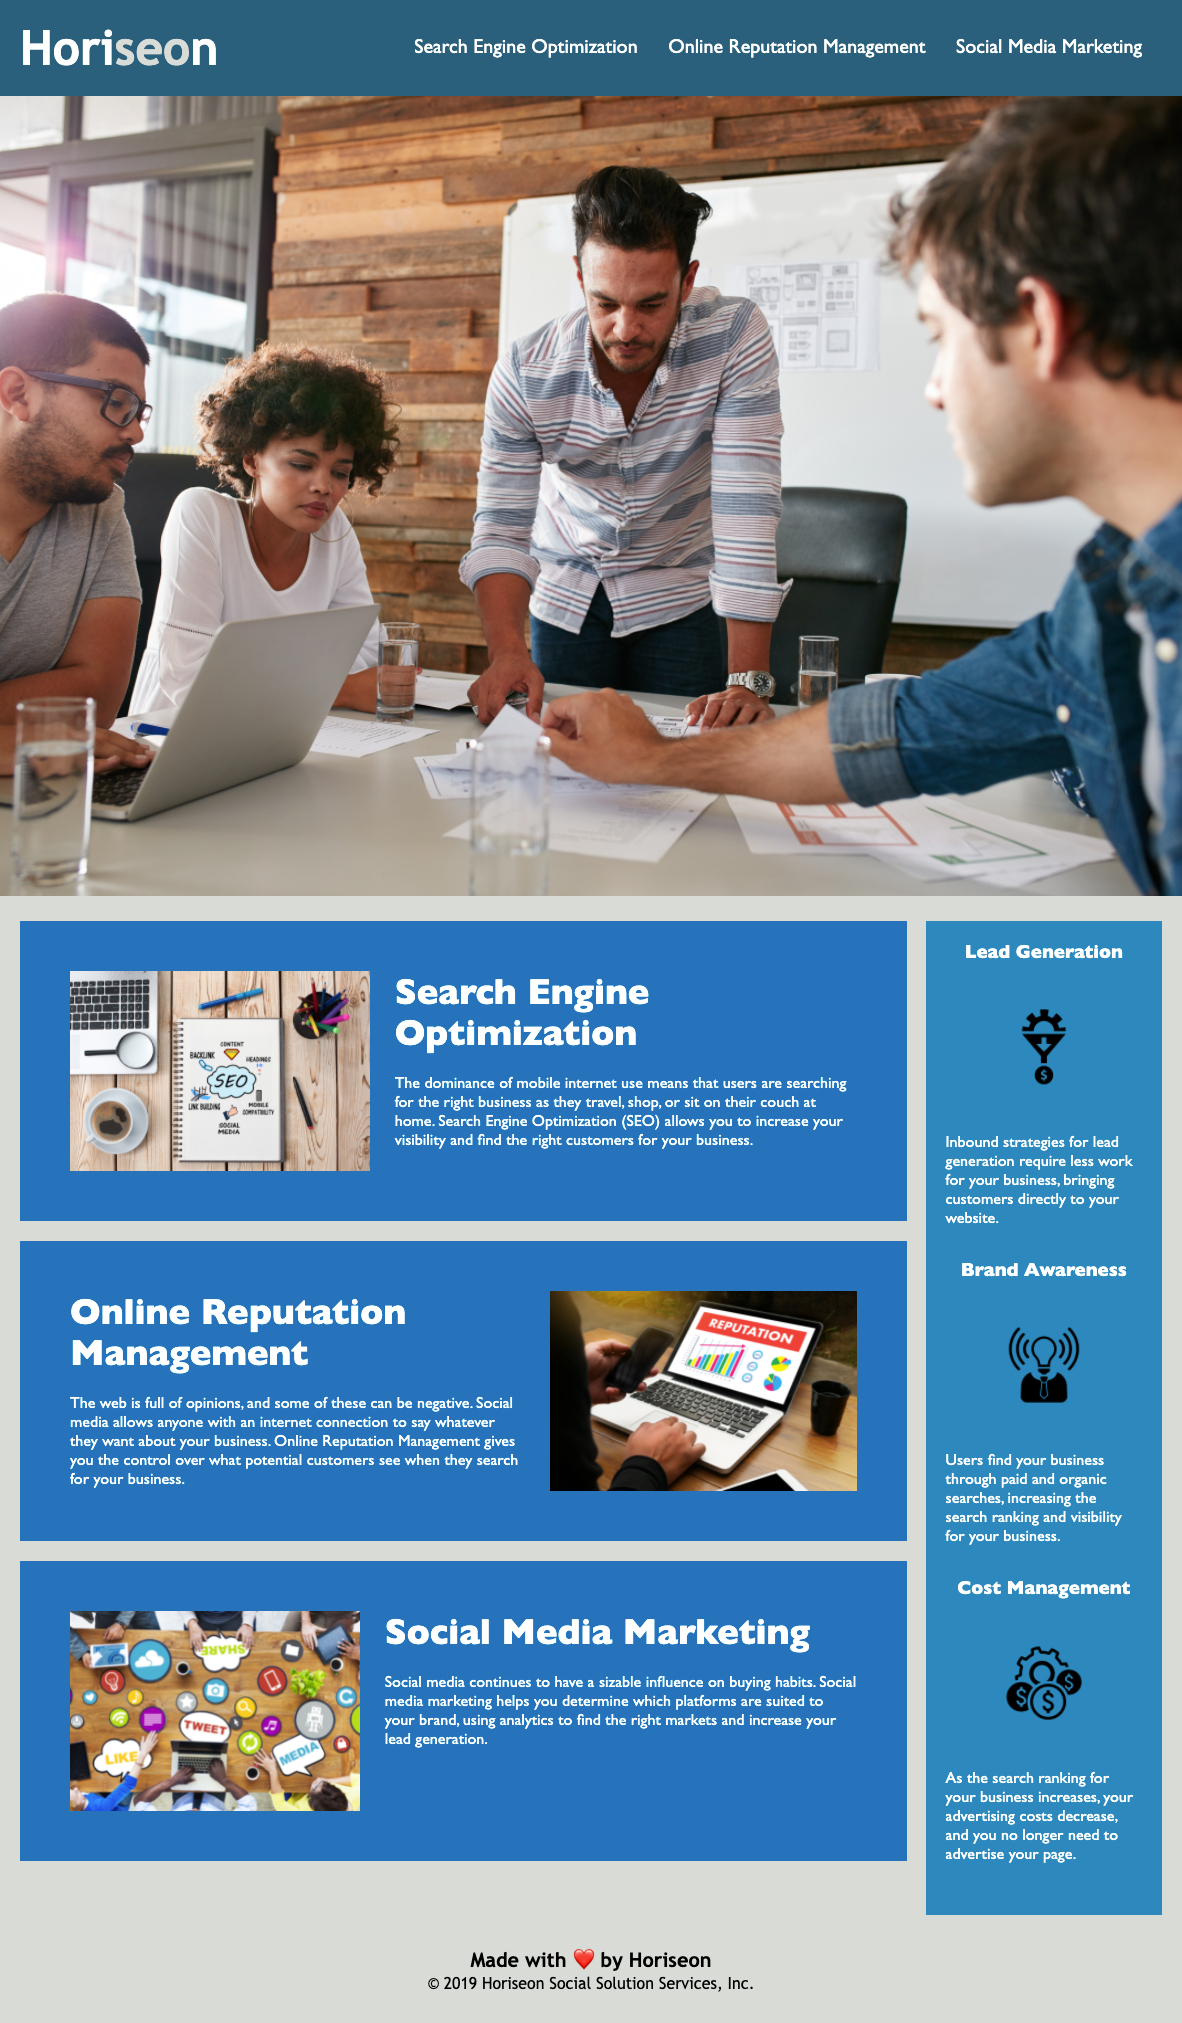 Horiseon
Search Engine Optimization Online Reputation Management Social Media Marketing
Search Engine
Optimization
The dominance of mobile internet use means that users are searching
for the right business as they travel, shop, or sit on their couch at
home. Search Engine Optimization (SEO) allows you to increase your
visibility and find the right customers for your business.
CONTENT
BACKLINK
HEADINGS
SEO
LINK BUILDING
MOBILE
COMPATIBILITY
SOCIAL
MEDIA
Online Reputation
Management
The web is full of opinions, and some of these can be negative. Social
media allows anyone with an internet connection to say whatever
they want about your business. Online Reputation Management gives
you the control over what potential customers see when they search
for your business.
REPUTATION
Social Media Marketing
Social media continues to have a sizable influence on buying habits. Social
media marketing helps you determine which platforms are suited to
your brand, using analytics to find the right markets and increase your
lead generation.
SHARE
TWEET
LIKE
MEDIA
Lead Generation
$
Inbound strategies for lead
generation require less work
for your business, bringing
customers directly to your
website.
Brand Awareness
Users find your business
through paid and organic
searches, increasing the
search ranking and visibility
for your business.
Cost Management
$ $ $
As the search ranking for
your business increases, your
advertising costs decrease,
and you no longer need to
advertise your page.
Made with ❤️ by Horiseon
© 2019 Horiseon Social Solution Services, Inc.